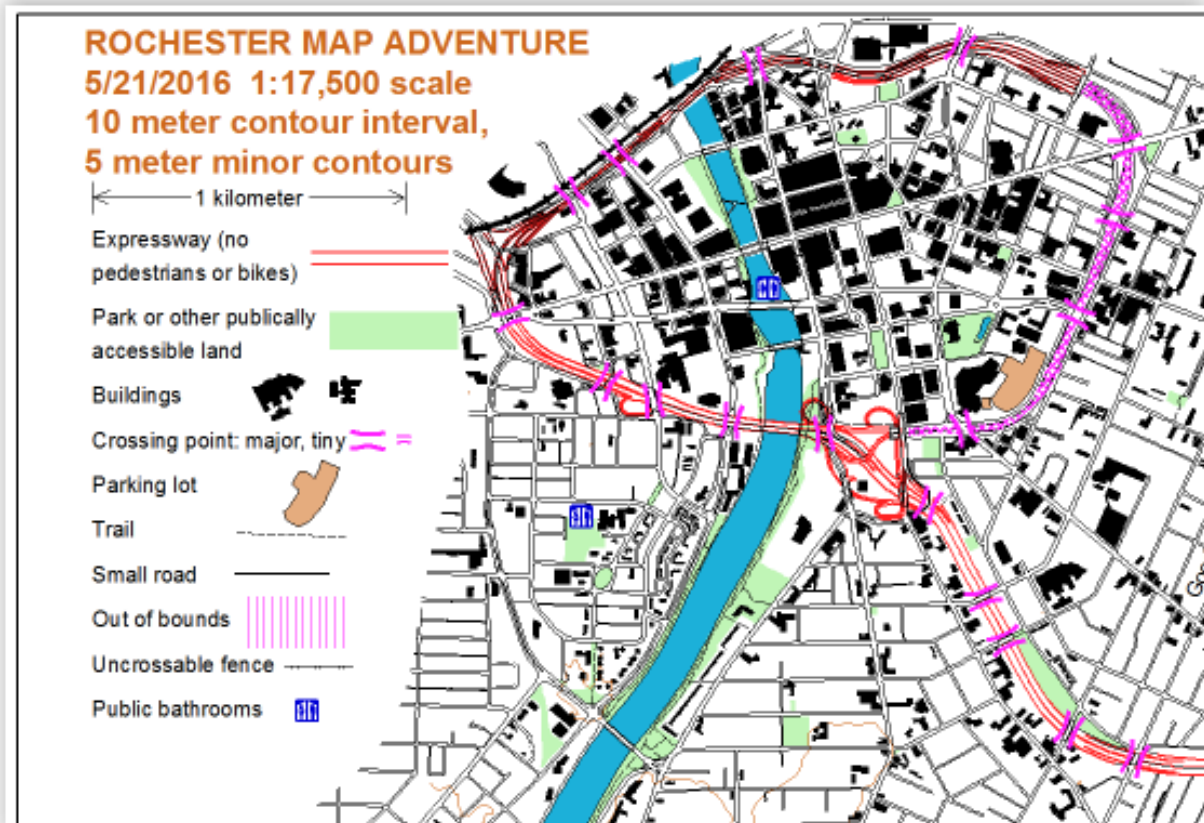 ROCHESTER MAP ADVENTURE
5/21/2016 1:17,500 scale
10 meter contour interval,
5 meter minor contours
1 kilometer
Expressway (no
pedestrians or bikes)
Park or other publically
accessible land
Buildings
Crossing point: major, tiny
Parking lot
Trail
Small road
Out of bounds
Uncrossable fence
Public bathrooms